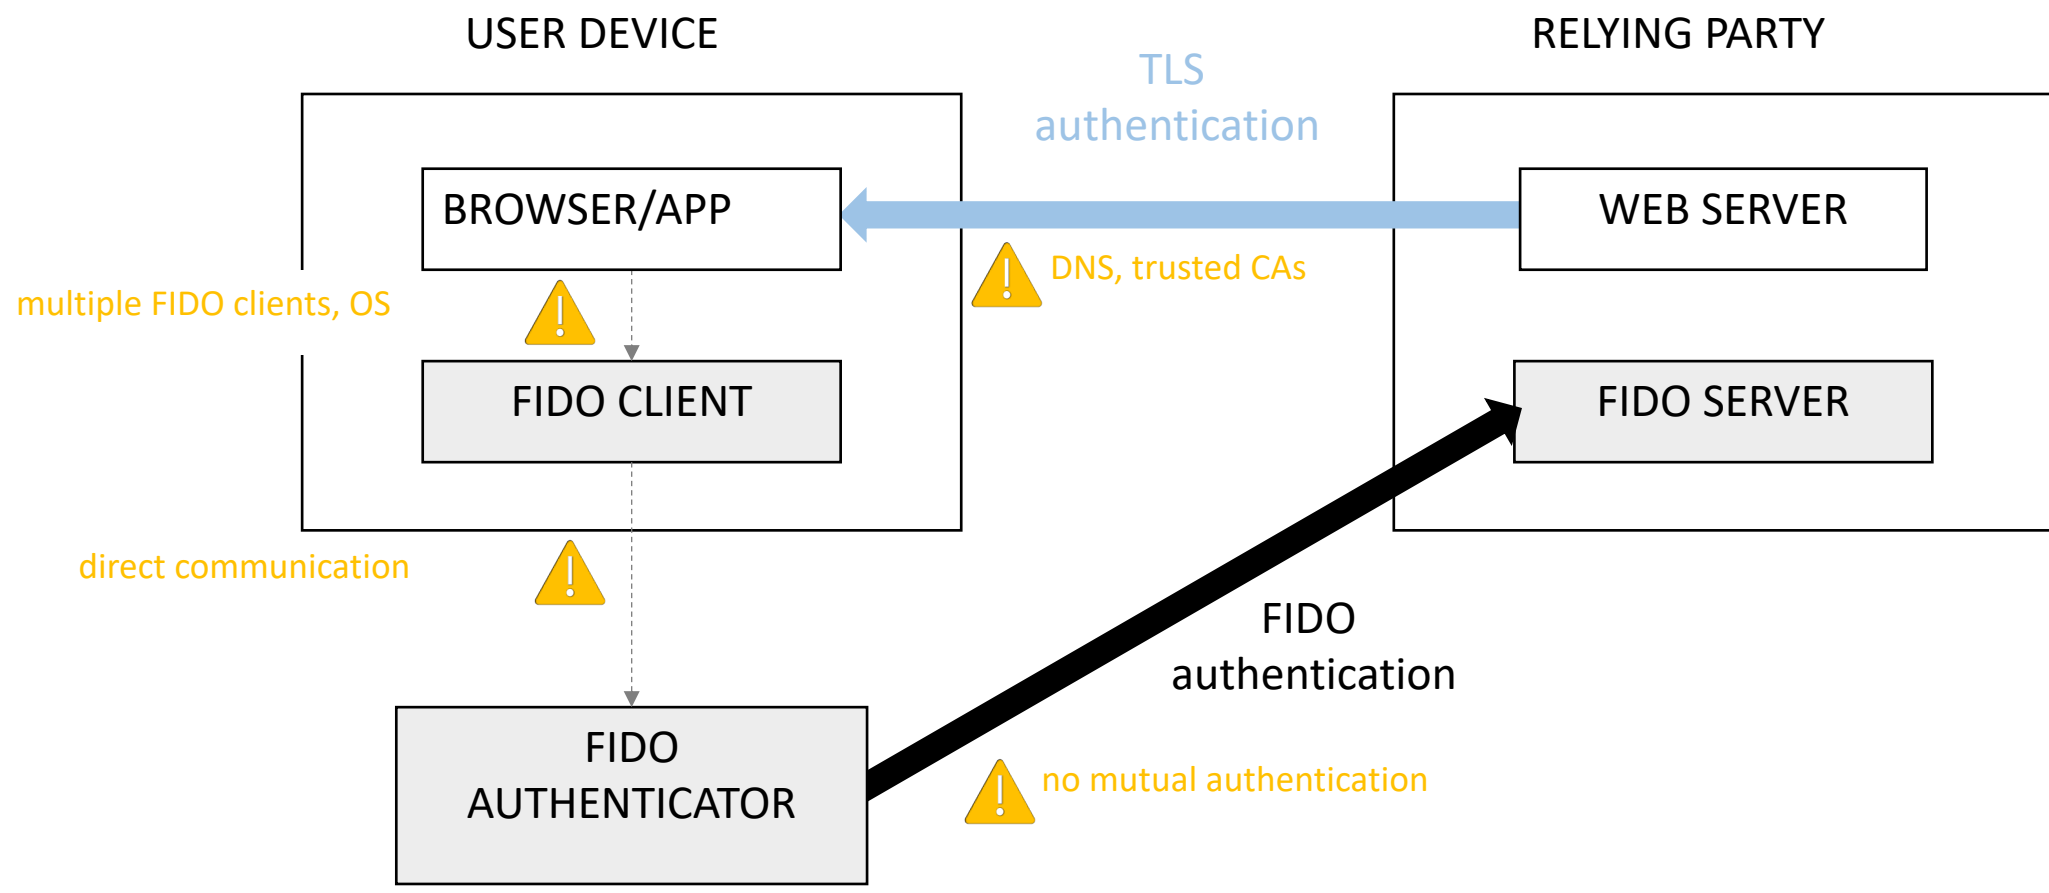 USER DEVICE
RELYING PARTY
TLS
authentication
BROWSER/APP
WEB SERVER
DNS, trusted CAs
multiple FIDO clients, OS
FIDO CLIENT
FIDO SERVER
direct communication
FIDO
authentication
FIDO
AUTHENTICATOR
no mutual authentication